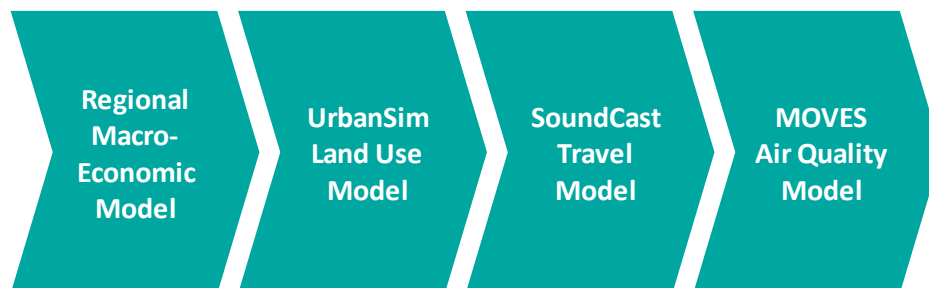 Regional
Macro-
Economic
Model
UrbanSim
Land Use
Model
SoundCast
Travel
Model
MOVES
Air Quality
Model